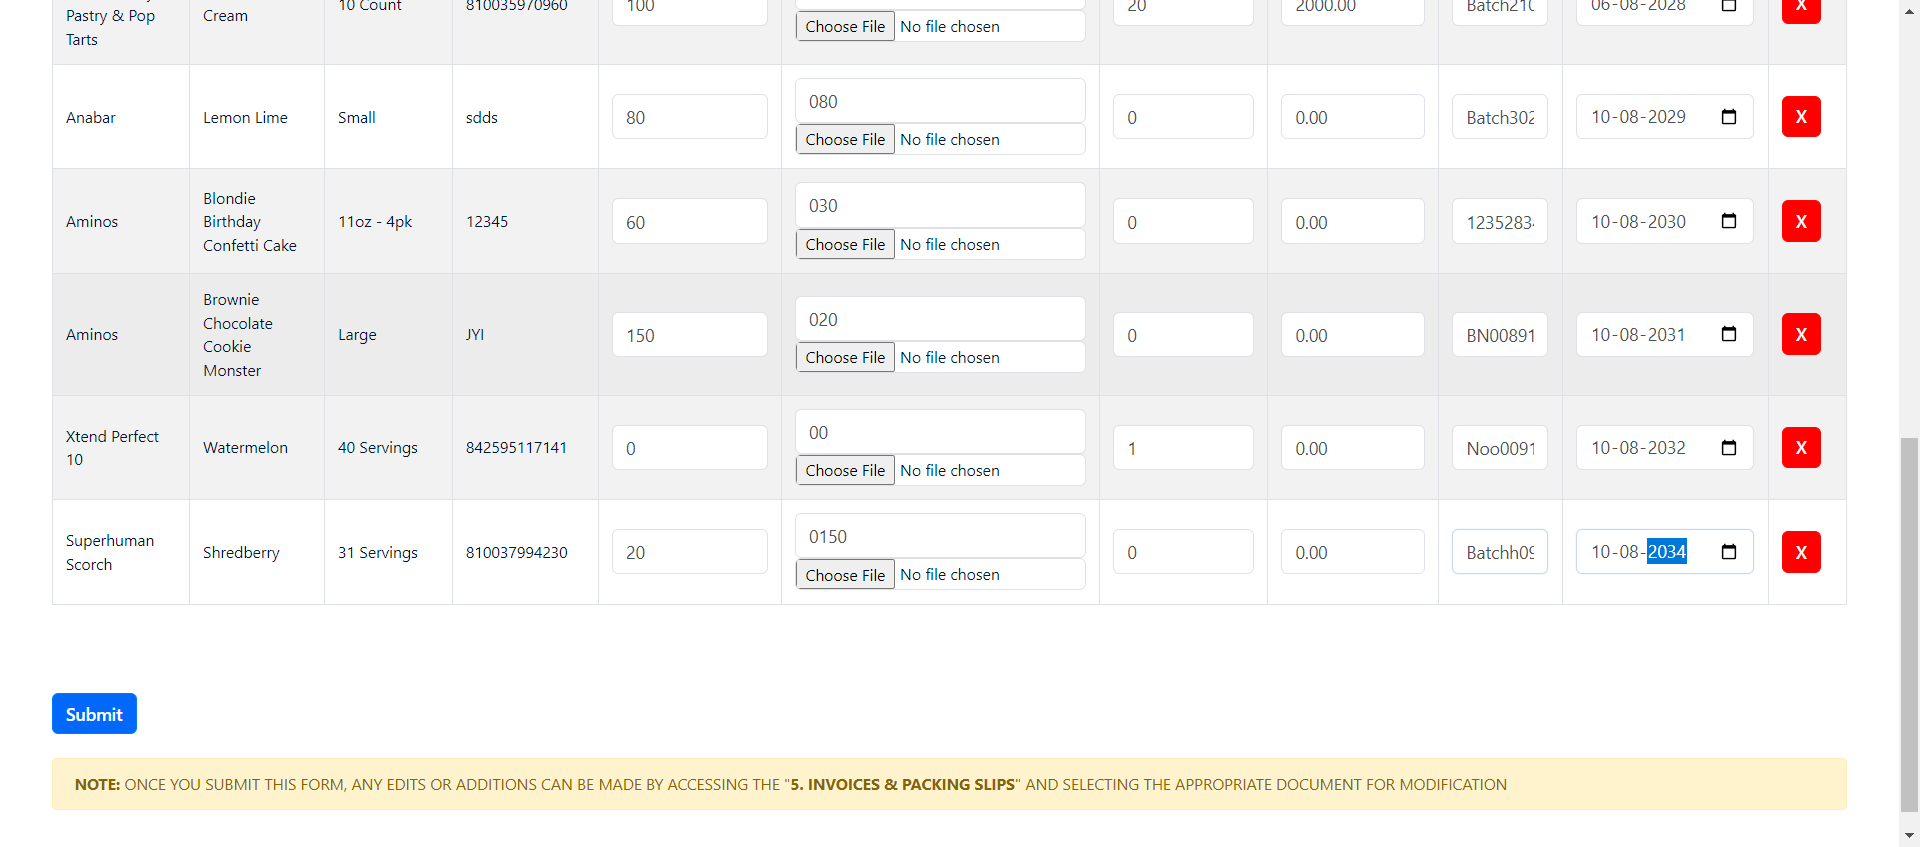 Pastry & Pop
Tarts
Cream
10 Count
810035970960
100
Choose File No file chosen
20
2000.00
Batch210
06-08-2028
X
Anabar
Lemon Lime
Small
sdds
80
080
Choose File No file chosen
0
0.00
Batch302
10-08-2029
X
Aminos
Blondie
Birthday
Confetti Cake
11oz - 4pk
12345
60
030
Choose File No file chosen
0
0.00
12352834
10-08-2030
X
Aminos
Brownie
Chocolate
Cookie
Monster
Large
JYI
150
020
Choose File No file chosen
0
0.00
BN00891
10-08-2031
X
Xtend Perfect
10
Watermelon
40 Servings
842595117141
0
00
Choose File No file chosen
1
0.00
Noo0091
10-08-2032
X
Superhuman
Scorch
Shredberry
31 Servings
810037994230
20
0150
Choose File No file chosen
0
0.00
Batchh09
10-08-2034
X
Submit
NOTE: ONCE YOU SUBMIT THIS FORM, ANY EDITS OR ADDITIONS CAN BE MADE BY ACCESSING THE "5. INVOICES & PACKING SLIPS" AND SELECTING THE APPROPRIATE DOCUMENT FOR MODIFICATION